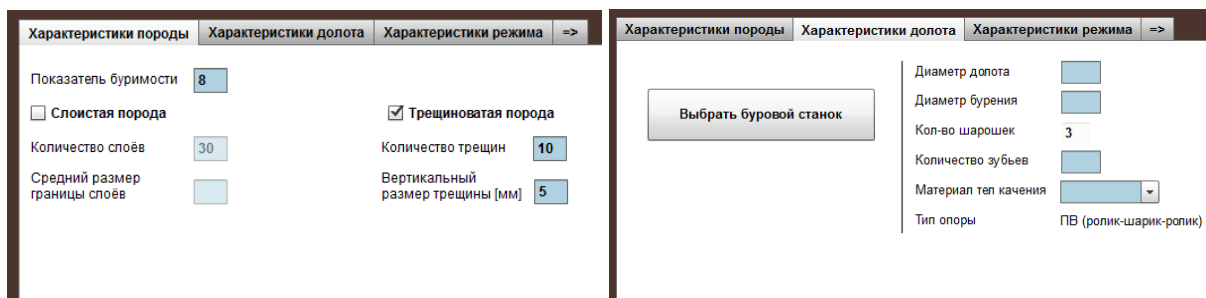 Характеристики породы Характеристики долота Характеристики режима =>
Показатель буримости 8
Слоистая порода Трещиноватая порода
Количество слоёв 30 Количество трещин 10
Средний размер
границы слоёв
Вертикальный
размер трещины [мм] 5
Характеристики породы Характеристики долота Характеристики режима =>
Выбрать буровой станок
Диаметр долота
Диаметр бурения
Кол-во шарошек 3
Количество зубьев
Материал тел качения
Тип опоры ПВ (ролик-шарик-ролик)